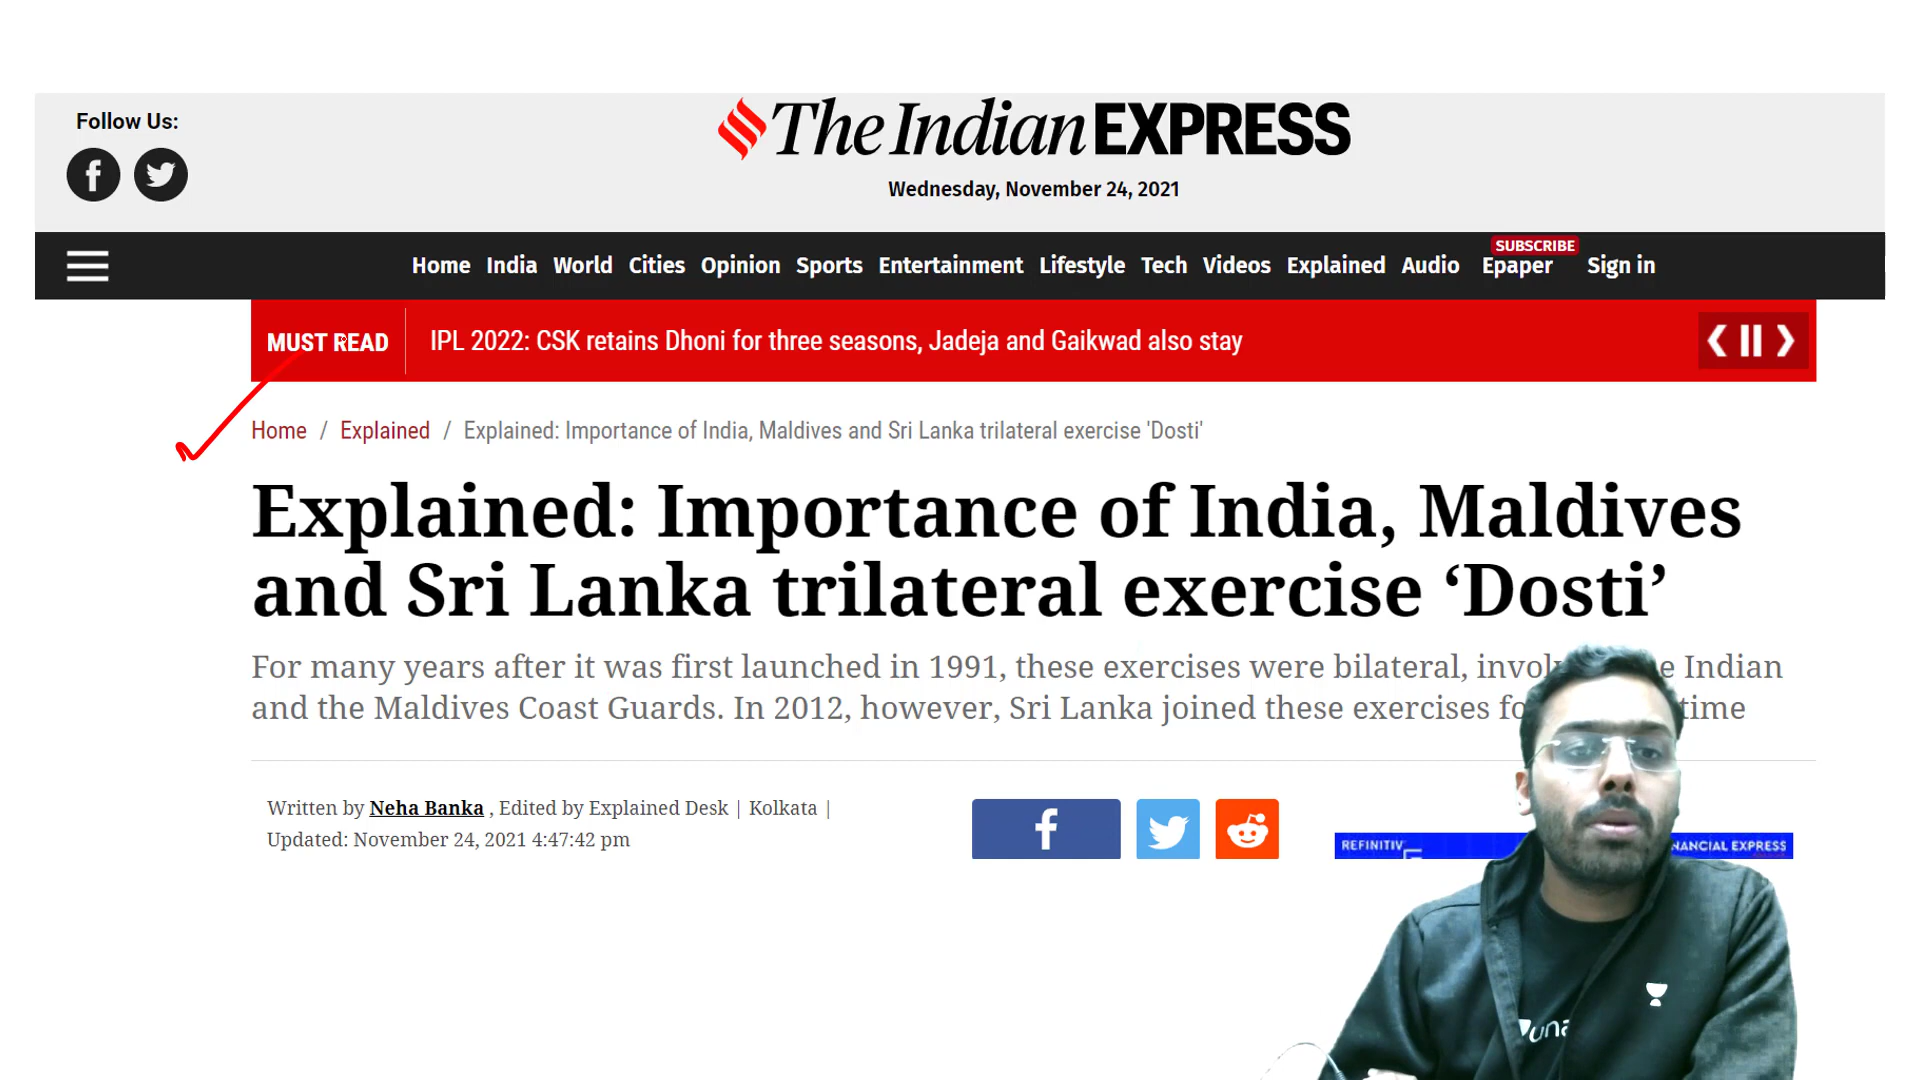 Follow Us:
The Indian EXPRESS
Wednesday, November 24, 2021
SUBSCRIBE
Home India World Cities Opinion Sports Entertainment Lifestyle Tech Videos Explained Audio Epaper Sign in
MUST READ IPL 2022: CSK retains Dhoni for three seasons, Jadeja and Gaikwad also stay
Home / Explained / Explained: Importance of India, Maldives and Sri Lanka trilateral exercise 'Dosti'
Explained: Importance of India, Maldives
and Sri Lanka trilateral exercise ‘Dosti’
For many years after it was first launched in 1991, these exercises were bilateral, Indian
and the Maldives Coast Guards. In 2012, however, Sri Lanka joined these exercises time
Written by Neha Banka , Edited by Explained Desk | Kolkata |
Updated: November 24, 2021 4:47:42 pm
REFINITIV EXPRESS